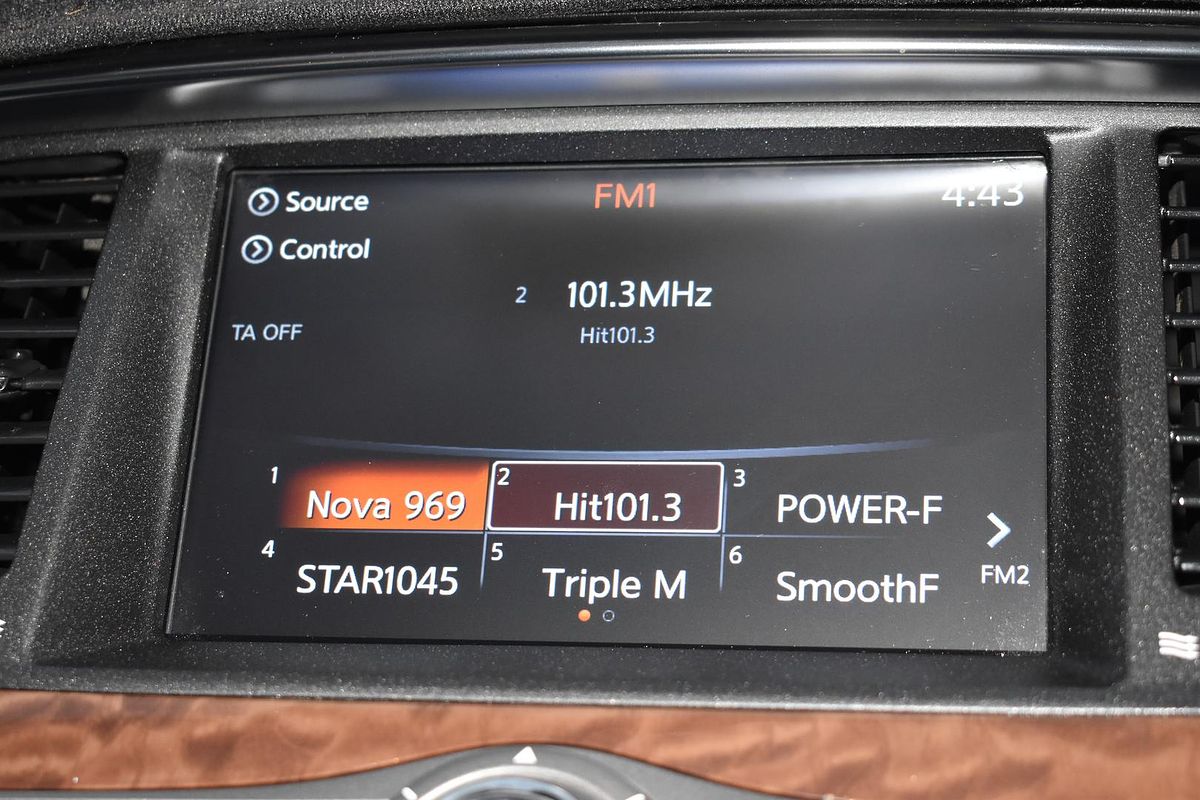 Source
FM1
4:43
Control
2 101.3MHz
TA OFF
Hit101.3
1 Nova 969
2 Hit101.3
3 POWER-F
4 STAR1045
5 Triple M
6 SmoothF
FM2